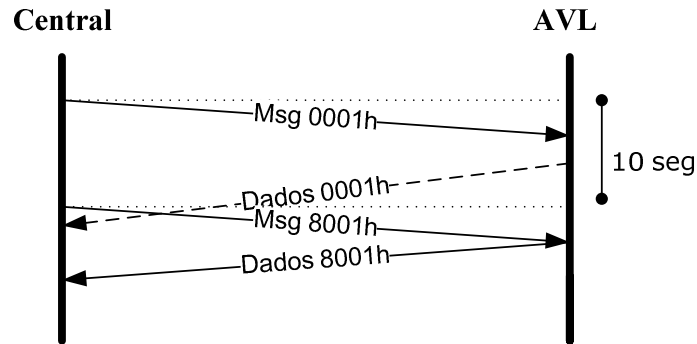 Central
AVL
Msg 0001h
10 seg
Dados 0001h
Msg 8001h
Dados 8001h